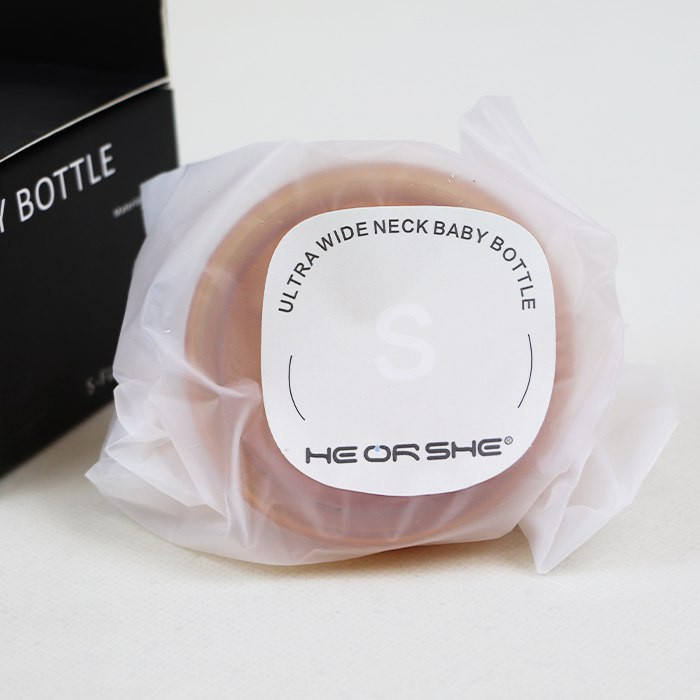 Y BOTTLE
ULTRA WIDE NECK BABY BOTTLE
S
HE OR SHE®